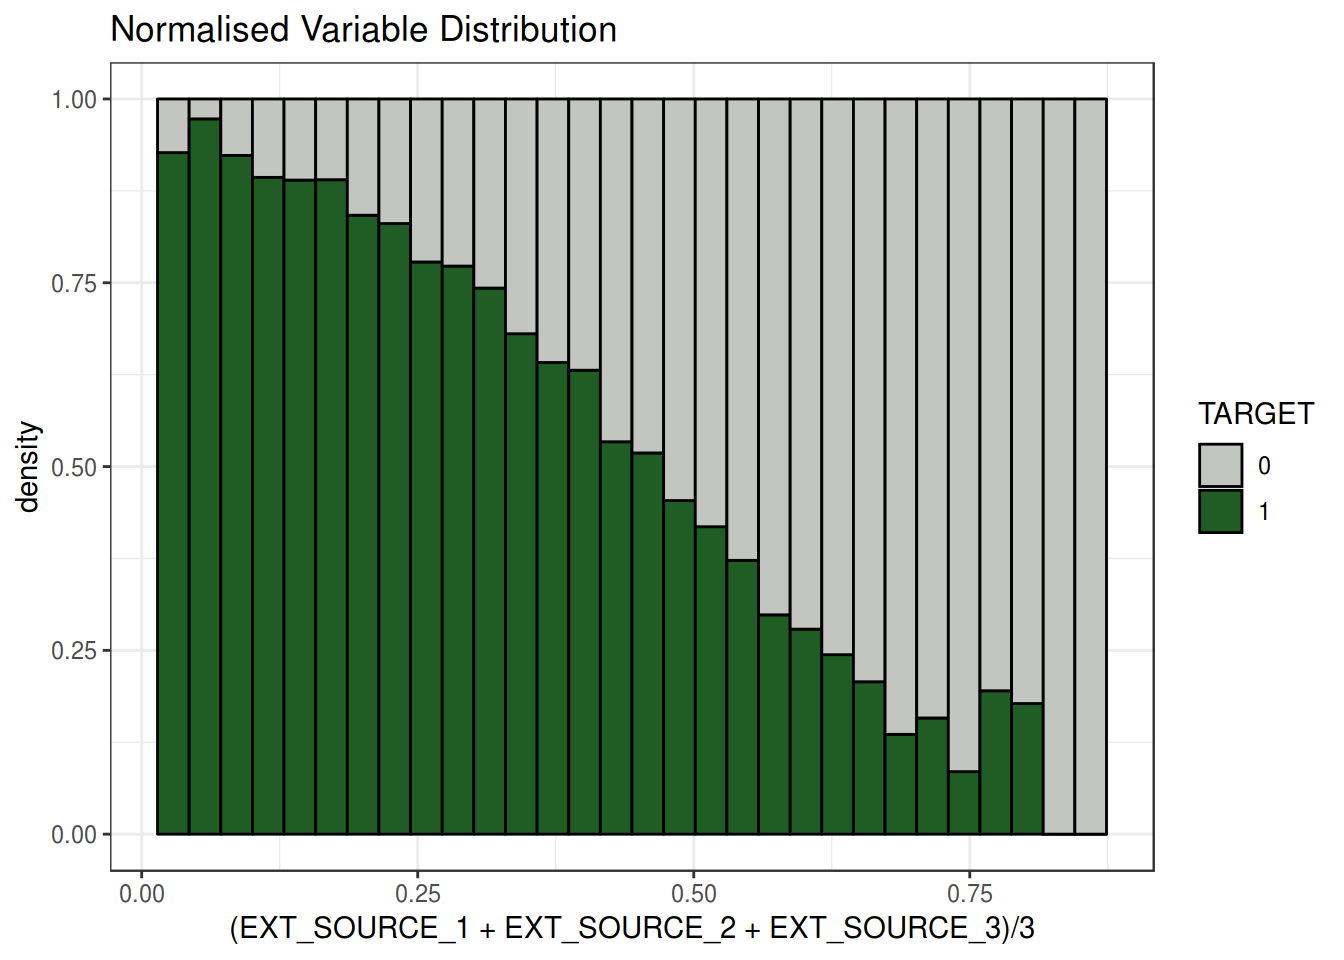 Normalised Variable Distribution
1.00
0.75
0.50
0.25
0.00
density
0.00 0.25 0.50 0.75
(EXT_SOURCE_1 + EXT_SOURCE_2 + EXT_SOURCE_3)/3
TARGET
0
1